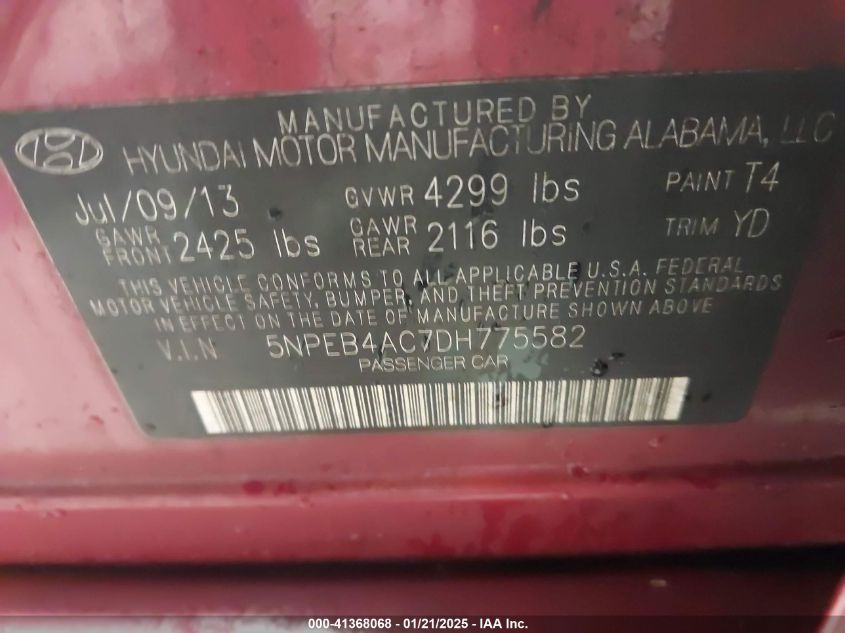 MANUFACTURED BY
HYUNDAI MOTOR MANUFACTURING ALABAMA, LLC
Jul/09/13 GVWR 4299 lbs PAINT T4
GAWR FRONT 2425 lbs GAWR REAR 2116 lbs TRIM YD
THIS VEHICLE CONFORMS TO ALL APPLICABLE U.S.A. FEDERAL
MOTOR VEHICLE SAFETY, BUMPER, AND THEFT PREVENTION STANDARDS
IN EFFECT ON THE DATE OF MANUFACTURE SHOWN ABOVE
V.I.N 5NPEB4AC7DH775582
PASSENGER CAR
000-41368068 - 01/21/2025 - IAA Inc.